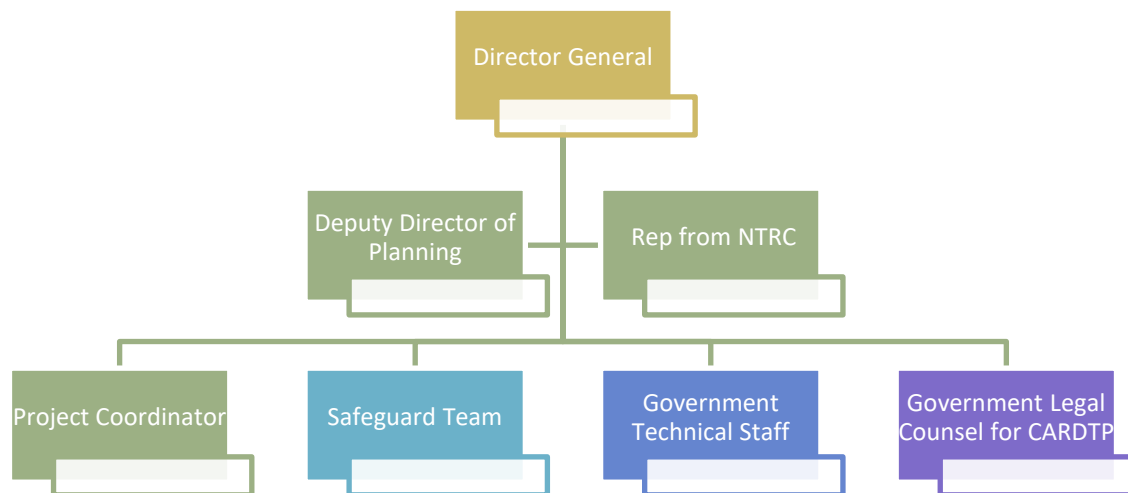 Director General
Deputy Director of
Planning
Rep from NTRC
Project Coordinator
Safeguard Team
Government
Technical Staff
Government Legal
Counsel for CARDTP